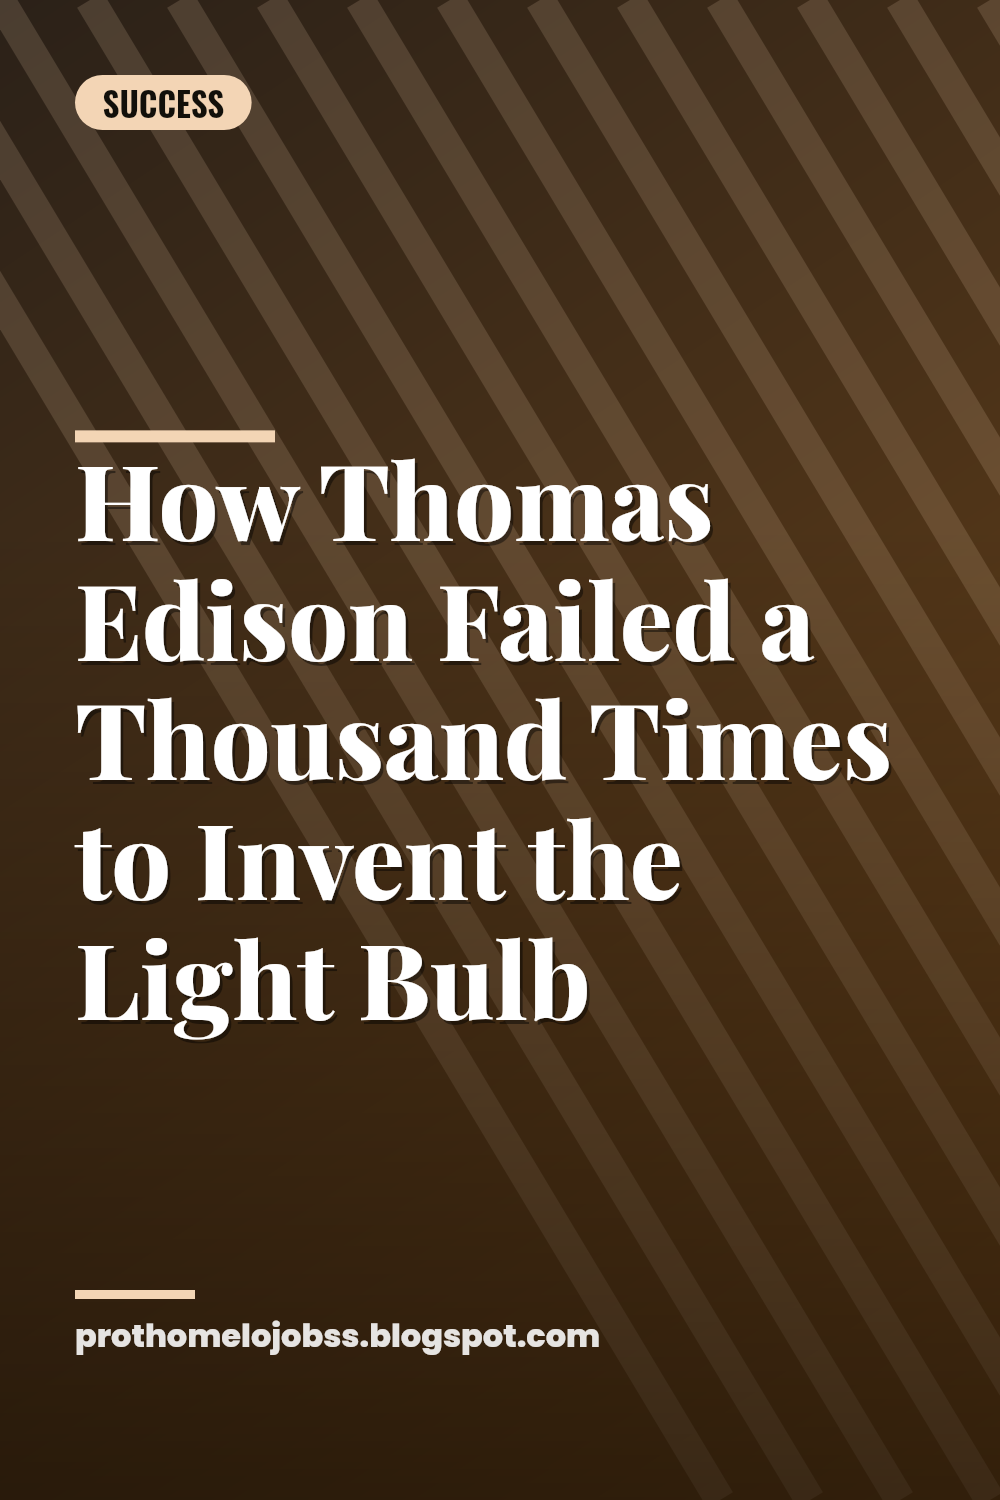 SUCCESS
How Thomas
Edison Failed a
Thousand Times
to Invent the
Light Bulb
prothomelojobss.blogspot.com